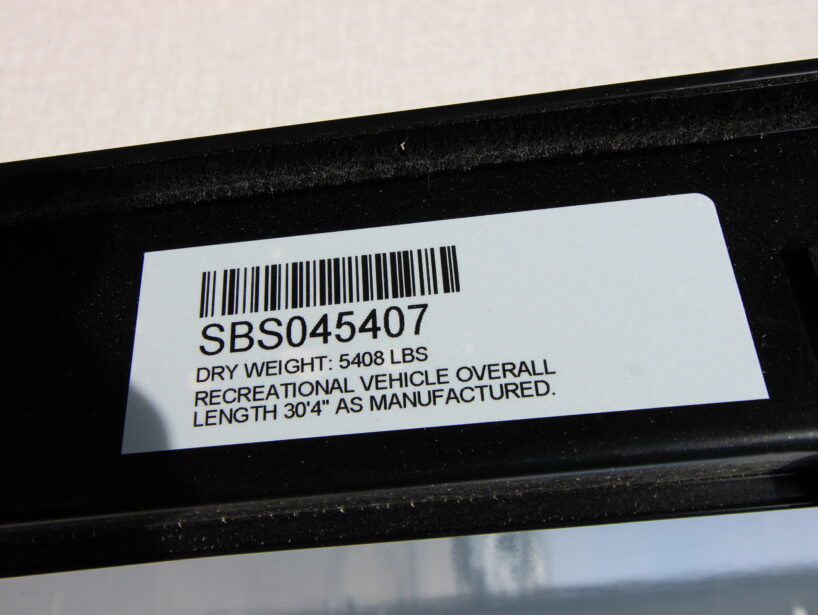 SBS045407
DRY WEIGHT: 5408 LBS
RECREATIONAL VEHICLE OVERALL
LENGTH 30'4" AS MANUFACTURED.